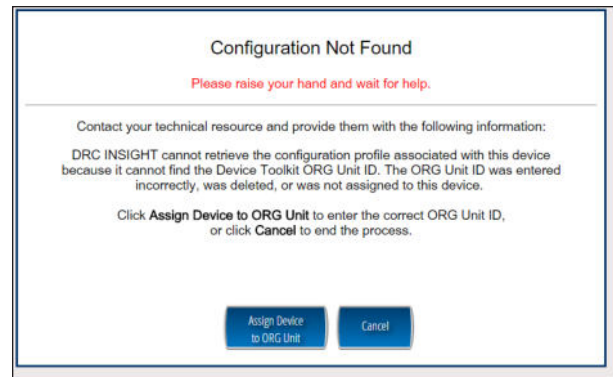 Configuration Not Found
Please raise your hand and wait for help.
Contact your technical resource and provide them with the following information:
DRC INSIGHT cannot retrieve the configuration profile associated with this device
because it cannot find the Device Toolkit ORG Unit ID. The ORG Unit ID was entered
incorrectly, was deleted, or was not assigned to this device.
Click Assign Device to ORG Unit to enter the correct ORG Unit ID,
or click Cancel to end the process.
Assign Device
to ORG Unit
Cancel